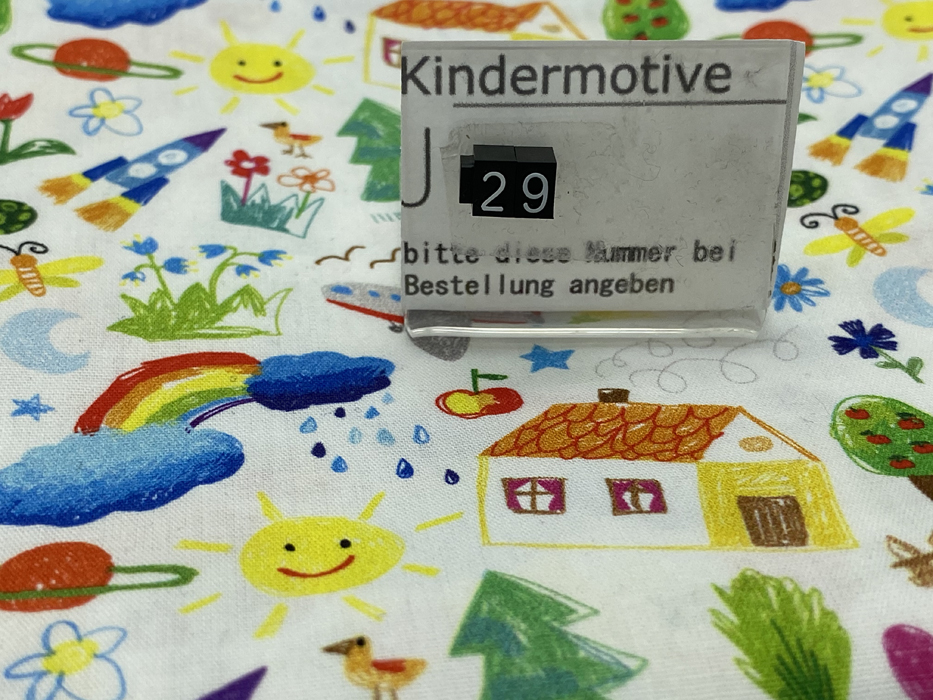 Kindermotive
J 29
bitte diese Nummer bei
Bestellung angeben